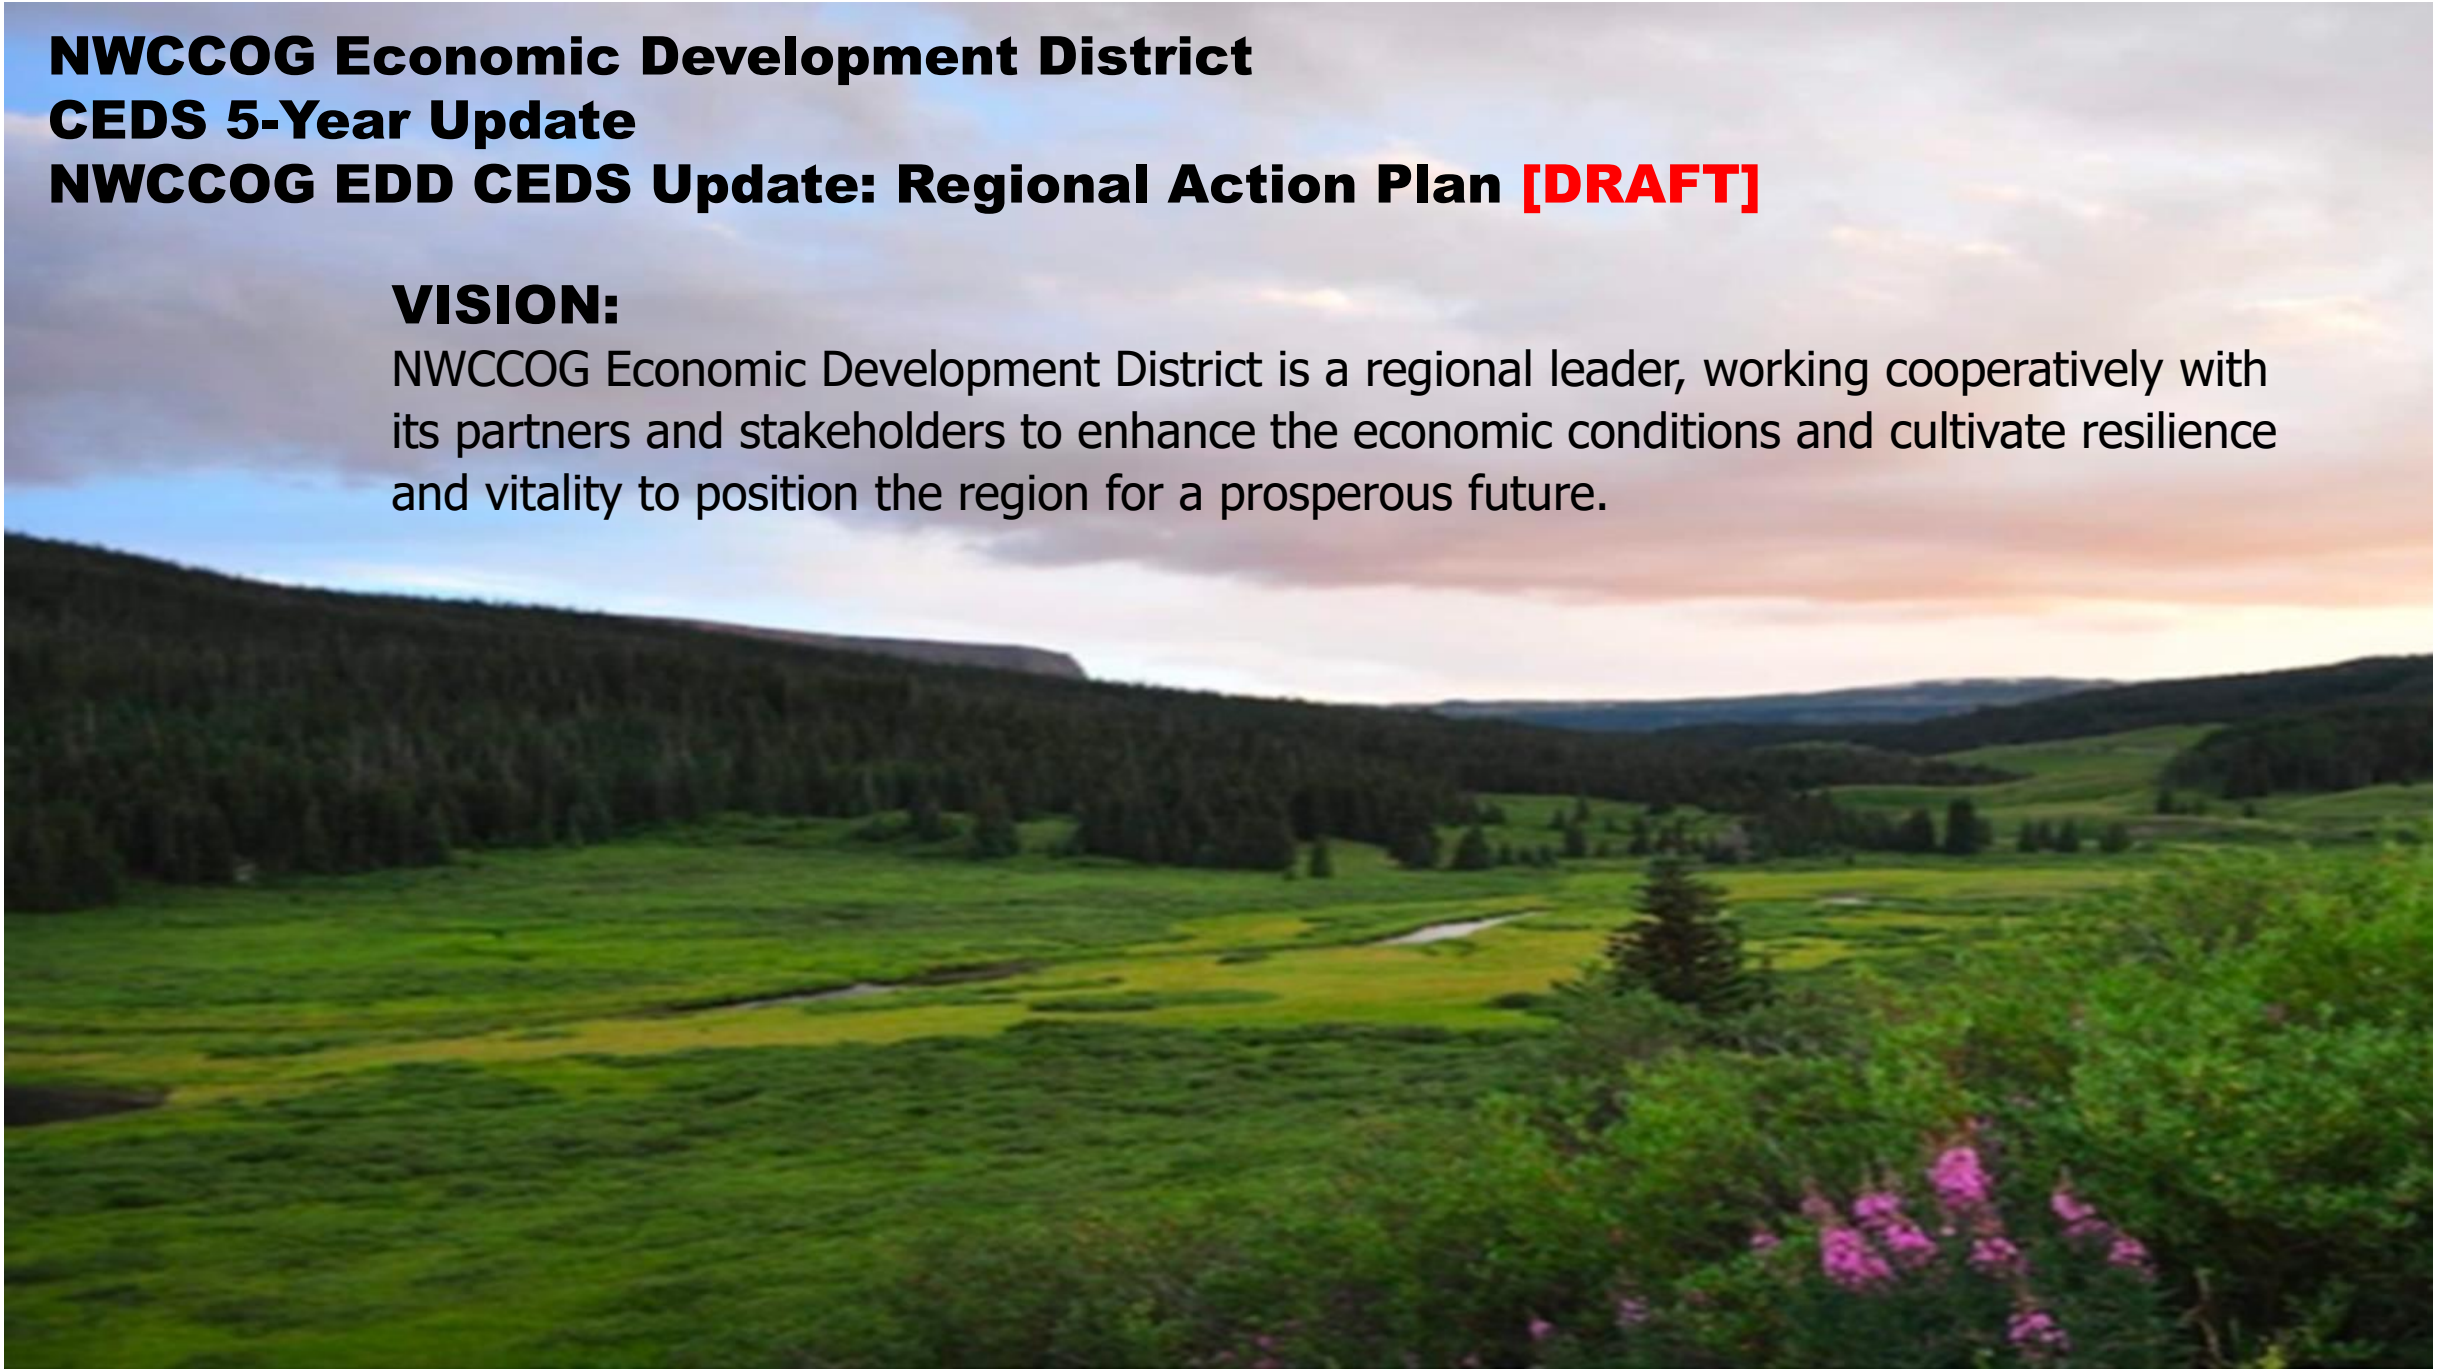 NWCCOG Economic Development District
CEDS 5-Year Update
NWCCOG EDD CEDS Update: Regional Action Plan [DRAFT]
VISION:
NWCCOG Economic Development District is a regional leader, working cooperatively with
its partners and stakeholders to enhance the economic conditions and cultivate resilience
and vitality to position the region for a prosperous future.